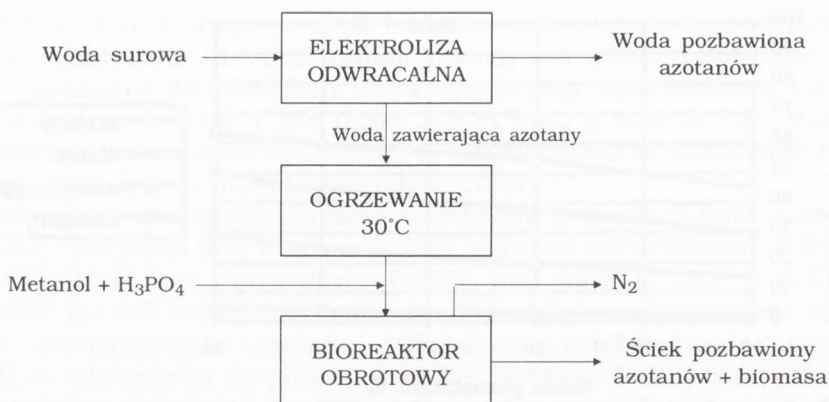 Woda surowa
ELEKTROLIZA
ODWRACALNA
Woda pozbawiona
azotanów
Woda zawierająca azotany
OGRZEWANIE
30°C
Metanol + H₃PO₄
N₂
BIOREAKTOR
OBROTOWY
Ściek pozbawiony
azotanów + biomasa